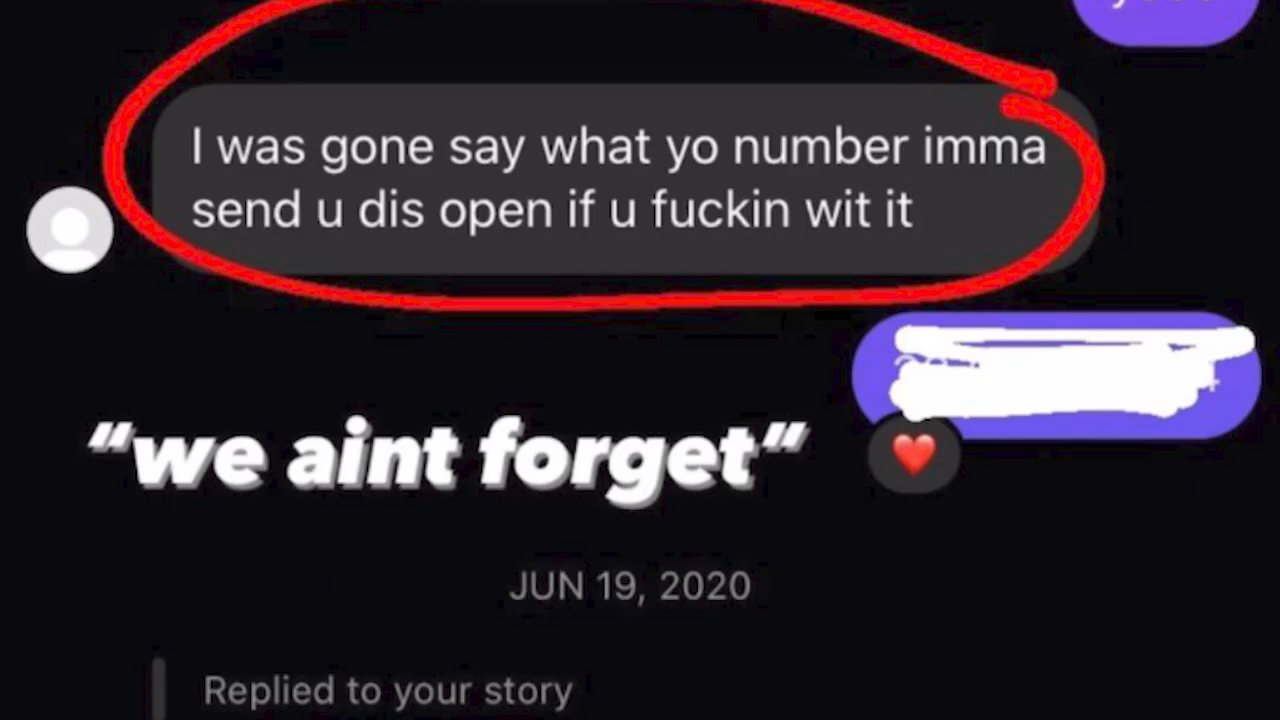 I was gone say what yo number imma
send u dis open if u fuckin wit it
“we aint forget”
JUN 19, 2020
Replied to your story